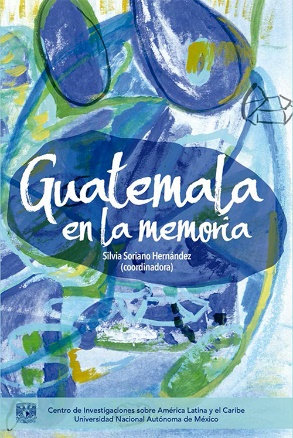 Guatemala
en la memoria
Silvia Soriano Hernández
(coordinadora)
Centro de Investigaciones sobre América Latina y el Caribe
Universidad Nacional Autónoma de México